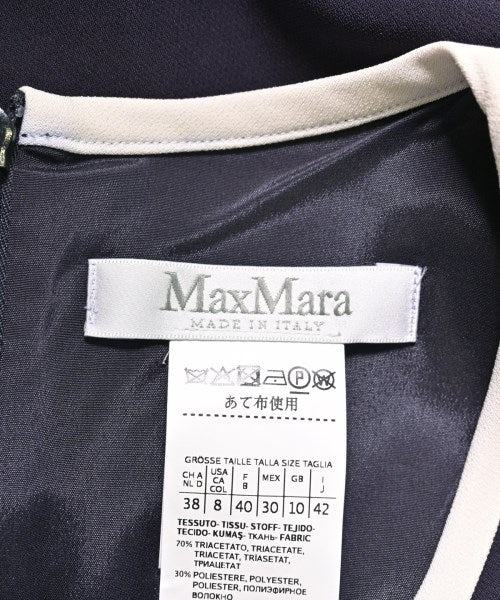 MaxMara
MADE IN ITALY
P
あて布使用
GRÖSSE TAILLE TALLA SIZE TAGLIA
CH A NL D USA CA COL F B MEX GB I J
38 8 40 30 10 42
TESSUTO- TISSU- STOFF- TEJIDO-
TECIDO- KUMAŞ- ТКАНЬ- FABRIC
70% TRIACETATO, TRIACETATE,
TRIACETAT, TRIASETAT,
ТРИАЦЕТАТ
30% POLIESTERE, POLYESTER,
POLIESTER, ПОЛИЭФИРНОЕ
ВОЛОКНО